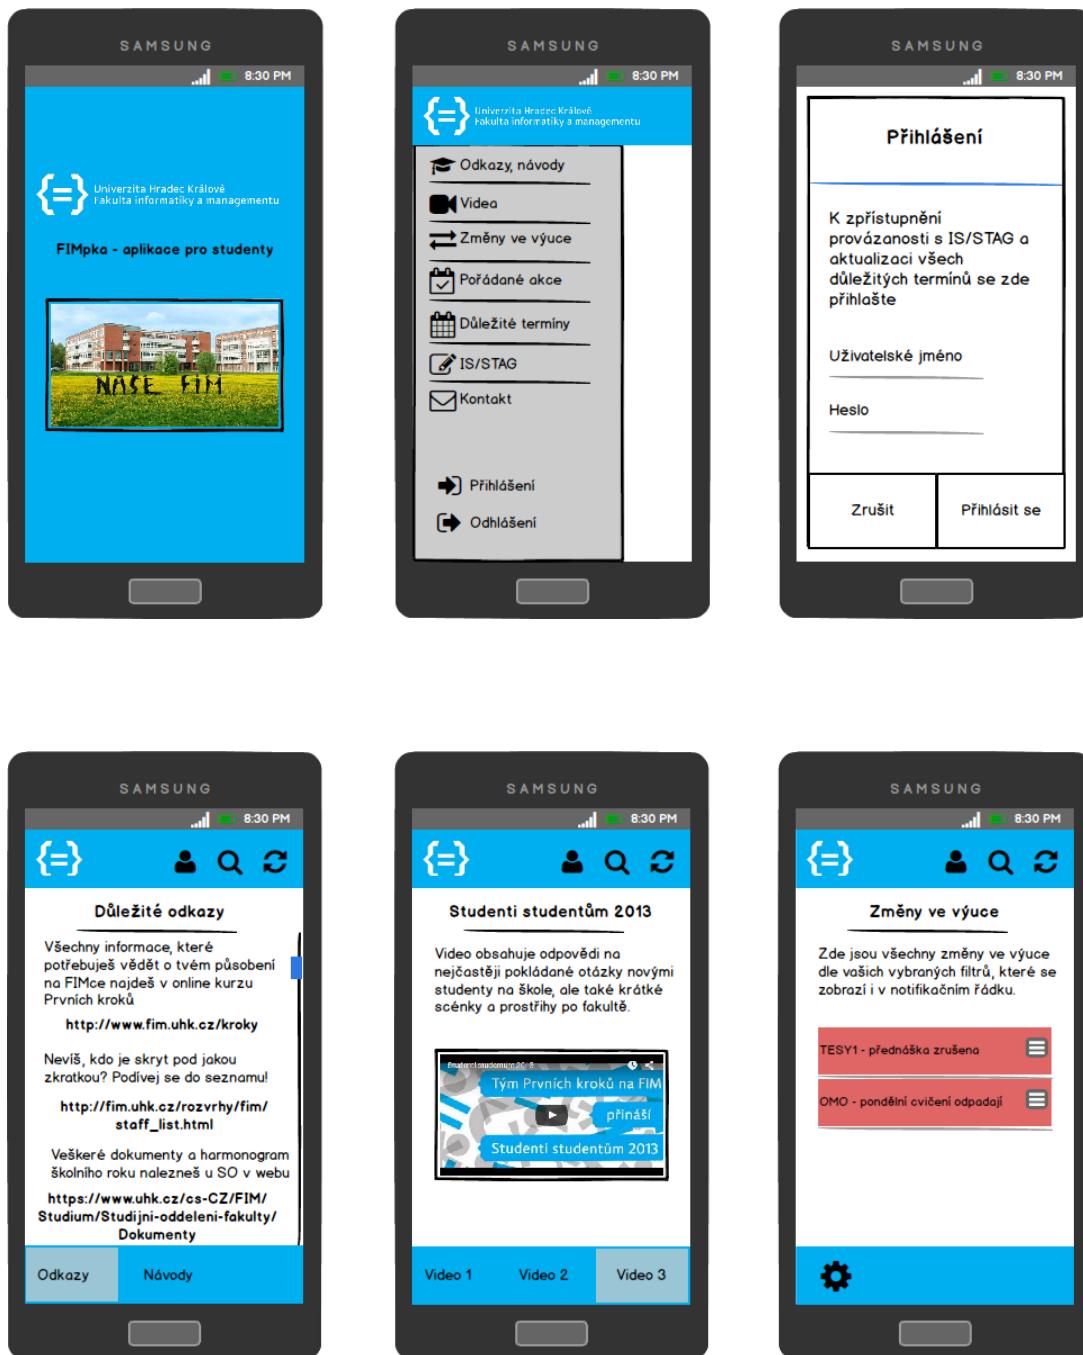 SAMSUNG
8:30 PM
{=} Univerzita Hradec Králové
Fakulta informatiky a managementu
FIMpka - aplikace pro studenty
NAŠE FIM
SAMSUNG
8:30 PM
{=} Univerzita Hradec Králové
Fakulta informatiky a managementu
Odkazy, návody
Videa
Změny ve výuce
Pořádané akce
Důležité termíny
IS/STAG
Kontakt
Přihlášení
Odhlášení
SAMSUNG
8:30 PM
Přihlášení
K zpřístupnění
provázanosti s IS/STAG a
aktualizaci všech
důležitých termínů se zde
přihlašte
Uživatelské jméno
Heslo
Zrušit
Přihlásit se
SAMSUNG
8:30 PM
{=}
Důležité odkazy
Všechny informace, které
potřebuješ vědět o tvém působení
na FIMce najdeš v online kurzu
Prvních kroků
http://www.fim.uhk.cz/kroky
Nevíš, kdo je skryt pod jakou
zkratkou? Podívej se do seznamu!
http://fim.uhk.cz/rozvrhy/fim/
staff_list.html
Veškeré dokumenty a harmonogram
školního roku nalezneš u SO v webu
https://www.uhk.cz/cs-CZ/FIM/
Studium/Studijni-oddeleni-fakulty/
Dokumenty
Odkazy
Návody
SAMSUNG
8:30 PM
{=}
Studenti studentům 2013
Video obsahuje odpovědi na
nejčastěji pokládané otázky novými
studenty na škole, ale také krátké
scénky a prostřihy po fakultě.
Studenti studentům 2013
Tým Prvních kroků na FIM
přináší
Studenti studentům 2013
Video 1
Video 2
Video 3
SAMSUNG
8:30 PM
{=}
Změny ve výuce
Zde jsou všechny změny ve výuce
dle vašich vybraných filtrů, které se
zobrazí i v notifikačním řádku.
TESY1 - přednáška zrušena
OMO - pondělní cvičení odpadají